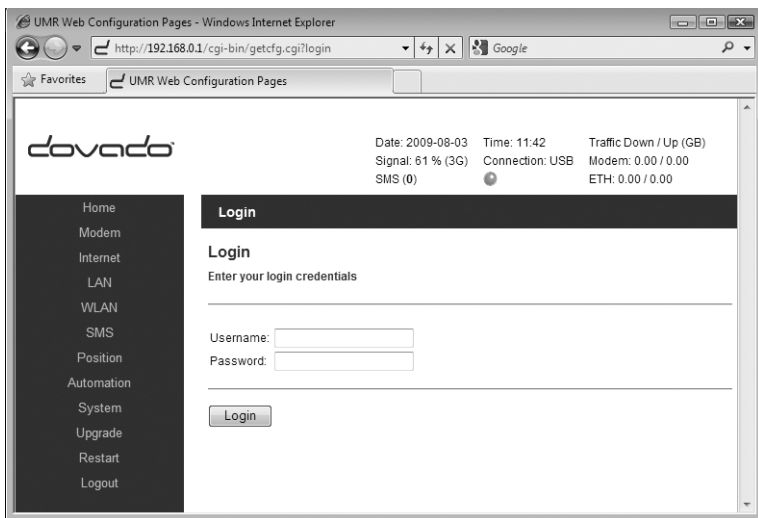 UMR Web Configuration Pages - Windows Internet Explorer
http://192.168.0.1/cgi-bin/getcfg.cgi?login
Google
Favorites
UMR Web Configuration Pages
dovado
Date: 2009-08-03 Time: 11:42 Traffic Down / Up (GB)
Signal: 61 % (3G) Connection: USB Modem: 0.00 / 0.00
SMS (0) ETH: 0.00 / 0.00
Home
Modem
Internet
LAN
WLAN
SMS
Position
Automation
System
Upgrade
Restart
Logout
Login
Login
Enter your login credentials
Username:
Password:
Login